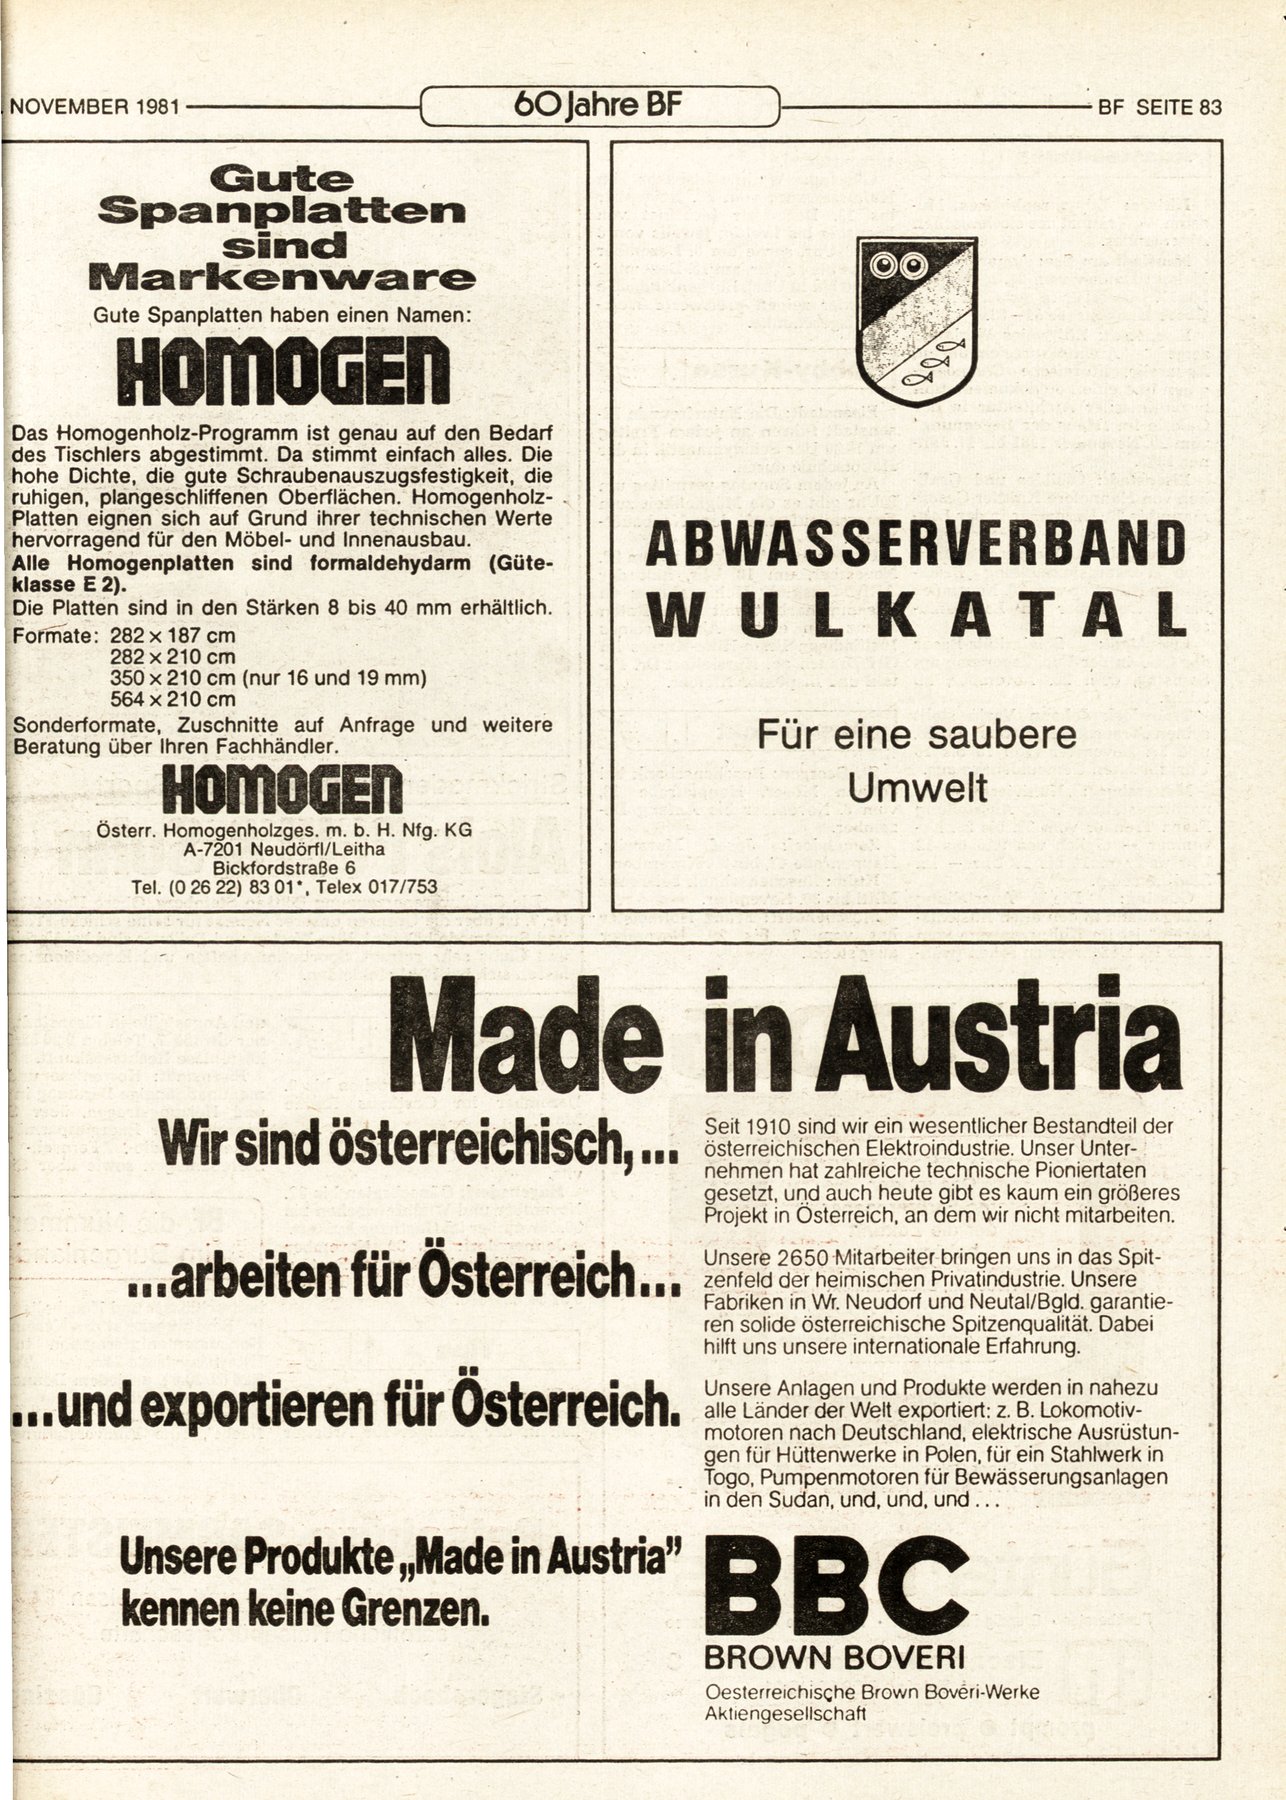 NOVEMBER 1981
60 Jahre BF
BF SEITE 83
Gute
Spanplatten
sind
Markenware
Gute Spanplatten haben einen Namen:
HOMOGEN
Das Homogenholz-Programm ist genau auf den Bedarf
des Tischlers abgestimmt. Da stimmt einfach alles. Die
hohe Dichte, die gute Schraubenauszugsfestigkeit, die
ruhigen, plangeschliffenen Oberflächen. Homogenholz-
Platten eignen sich auf Grund ihrer technischen Werte
hervorragend für den Möbel- und Innenausbau.
Alle Homogenplatten sind formaldehydarm (Güte-
klasse E 2).
Die Platten sind in den Stärken 8 bis 40 mm erhältlich.
Formate: 282 × 187 cm
282 × 210 cm
350 × 210 cm (nur 16 und 19 mm)
564 × 210 cm
Sonderformate, Zuschnitte auf Anfrage und weitere
Beratung über Ihren Fachhändler.
HOMOGEN
Österr. Homogenholzges. m. b. H. Nfg. KG
A-7201 Neudörfl/Leitha
Bickfordstraße 6
Tel. (0 26 22) 83 01*, Telex 017/753
ABWASSERVERBAND
WULKATAL
Für eine saubere
Umwelt
Made in Austria
Wir sind österreichisch, ...
...arbeiten für Österreich...
...und exportieren für Österreich.
Unsere Produkte „Made in Austria”
kennen keine Grenzen.
Seit 1910 sind wir ein wesentlicher Bestandteil der
österreichischen Elektroindustrie. Unser Unter-
nehmen hat zahlreiche technische Pioniertaten
gesetzt, und auch heute gibt es kaum ein größeres
Projekt in Österreich, an dem wir nicht mitarbeiten.
Unsere 2650 Mitarbeiter bringen uns in das Spit-
zenfeld der heimischen Privatindustrie. Unsere
Fabriken in Wr. Neudorf und Neutal/Bgld. garantie-
ren solide österreichische Spitzenqualität. Dabei
hilft uns unsere internationale Erfahrung.
Unsere Anlagen und Produkte werden in nahezu
alle Länder der Welt exportiert: z. B. Lokomotiv-
motoren nach Deutschland, elektrische Ausrüstun-
gen für Hüttenwerke in Polen, für ein Stahlwerk in
Togo, Pumpenmotoren für Bewässerungsanlagen
in den Sudan, und, und, und ...
BBC
BROWN BOVERI
Oesterreichische Brown Boveri-Werke
Aktiengesellschaft